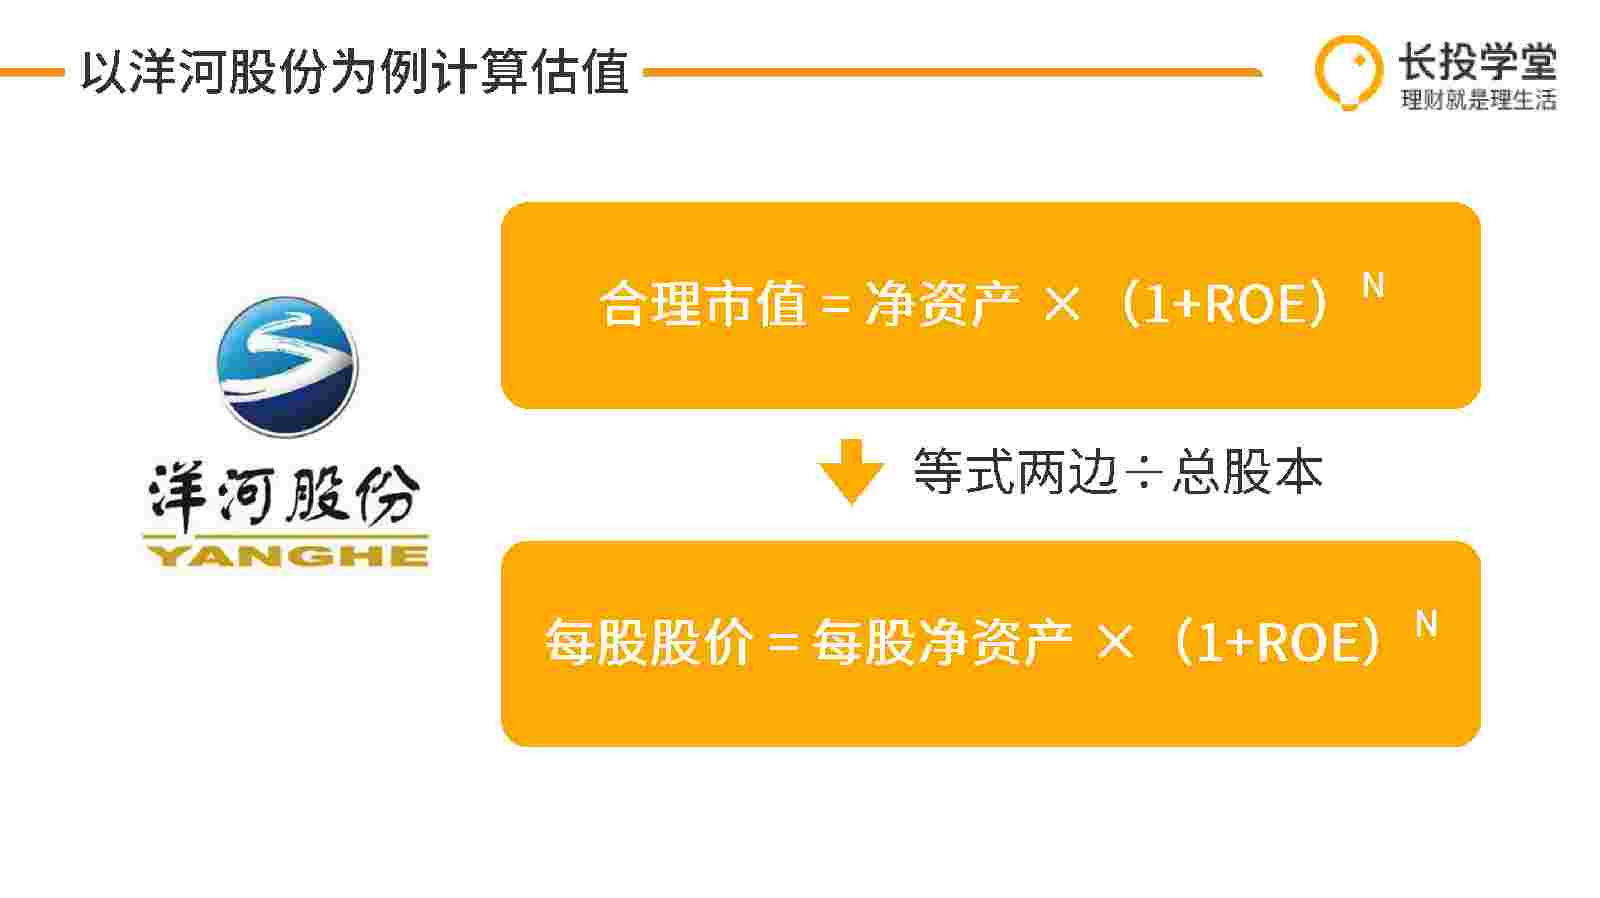 以洋河股份为例计算估值
长投学堂
理财就是理生活
合理市值 = 净资产 ×（1+ROE）N
等式两边÷总股本
洋河股份
YANGHE
每股股价 = 每股净资产 ×（1+ROE）N